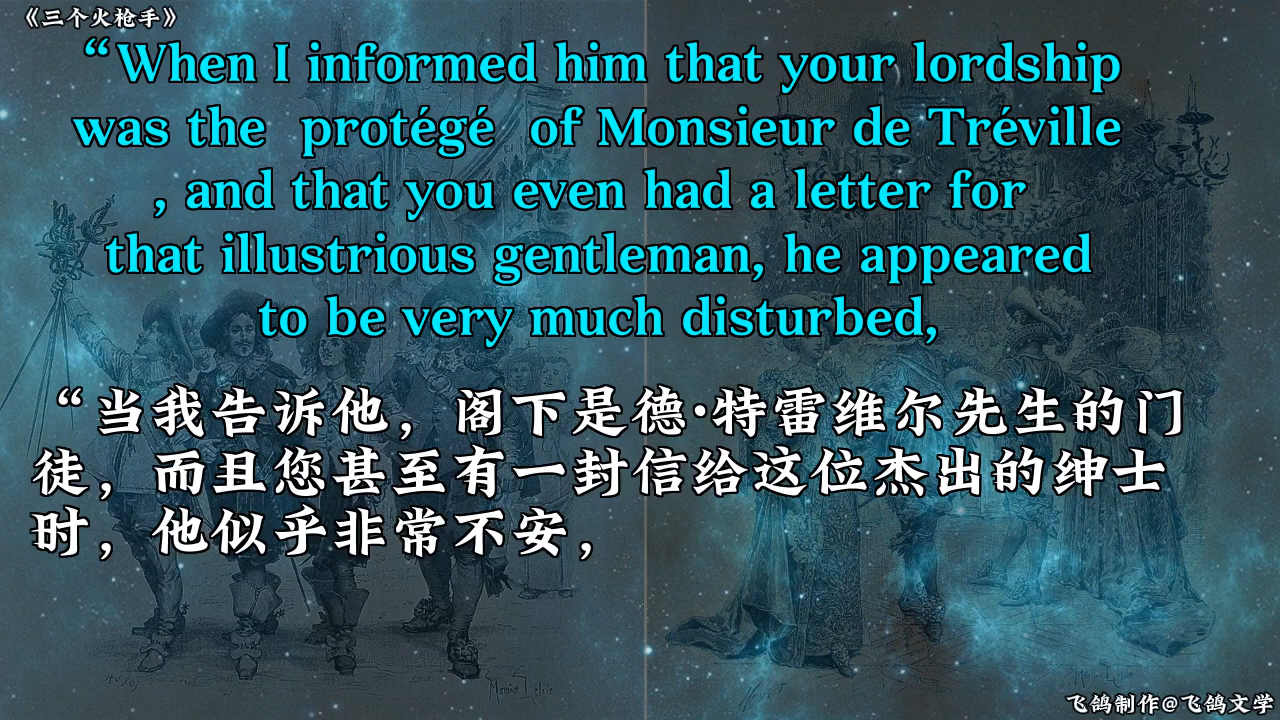 《三个火枪手》
“When I informed him that your lordship
was the protégé of Monsieur de Tréville
, and that you even had a letter for
that illustrious gentleman, he appeared
to be very much disturbed,
“当我告诉他，阁下是德·特雷维尔先生的门
徒，而且您甚至有一封信给这位杰出的绅士
时，他似乎非常不安，
飞鸽制作@飞鸽文学